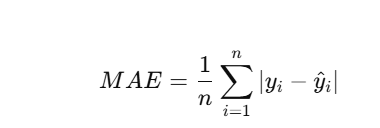 MAE = \frac{1}{n} \sum_{i=1}^{n} |y_i - \hat{y}_i|